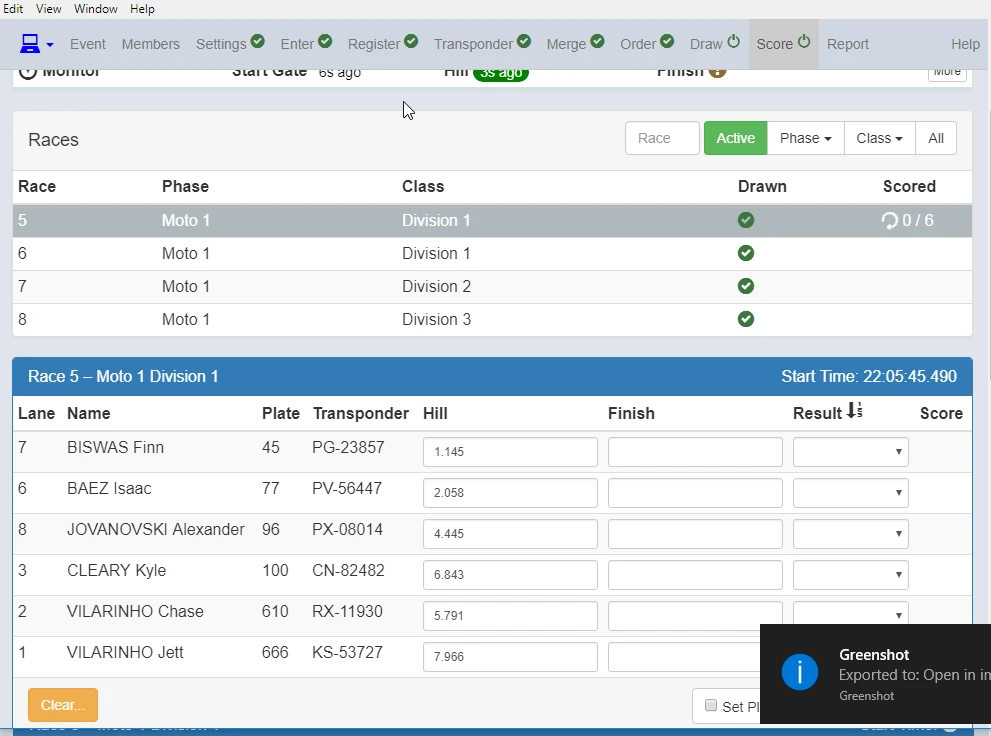 Edit View Window Help
Event Members Settings Enter Register Transponder Merge Order Draw Score Report Help
Monitor Start Gate 6s ago Hill 3s ago Finish More
Races Race Active Phase Class All
Race Phase Class Drawn Scored
5 Moto 1 Division 1 0 / 6
6 Moto 1 Division 1
7 Moto 1 Division 2
8 Moto 1 Division 3
Race 5 – Moto 1 Division 1 Start Time: 22:05:45.490
Lane Name Plate Transponder Hill Finish Result Score
7 BISWAS Finn 45 PG-23857 1.145
6 BAEZ Isaac 77 PV-56447 2.058
8 JOVANOVSKI Alexander 96 PX-08014 4.445
3 CLEARY Kyle 100 CN-82482 6.843
2 VILARINHO Chase 610 RX-11930 5.791
1 VILARINHO Jett 666 KS-53727 7.966
Clear... Set Pl
Greenshot
Exported to: Open in im
Greenshot